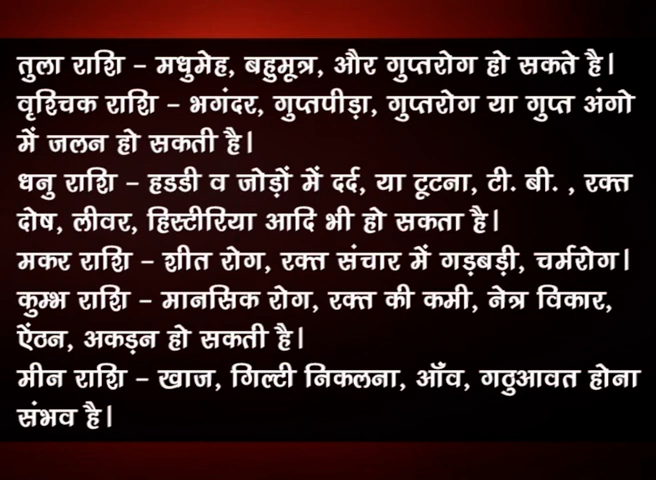 तुला राशि – मधुमेह, बहुमूत्र, और गुप्तरोग हो सकते है।
वृश्चिक राशि – भगंदर, गुप्तपीड़ा, गुप्तरोग या गुप्त अंगो
में जलन हो सकती है।
धनु राशि – हडडी व जोड़ों में दर्द, या टूटना, टी. बी. , रक्त
दोष, लीवर, हिस्टीरिया आदि भी हो सकता है।
मकर राशि – शीत रोग, रक्त संचार में गड़बड़ी, चर्मरोग।
कुम्भ राशि – मानसिक रोग, रक्त की कमी, नेत्र विकार,
ऐंठन, अकड़न हो सकती है।
मीन राशि – खाज, गिल्टी निकलना, आँव, गठुआवत होना
संभव है।